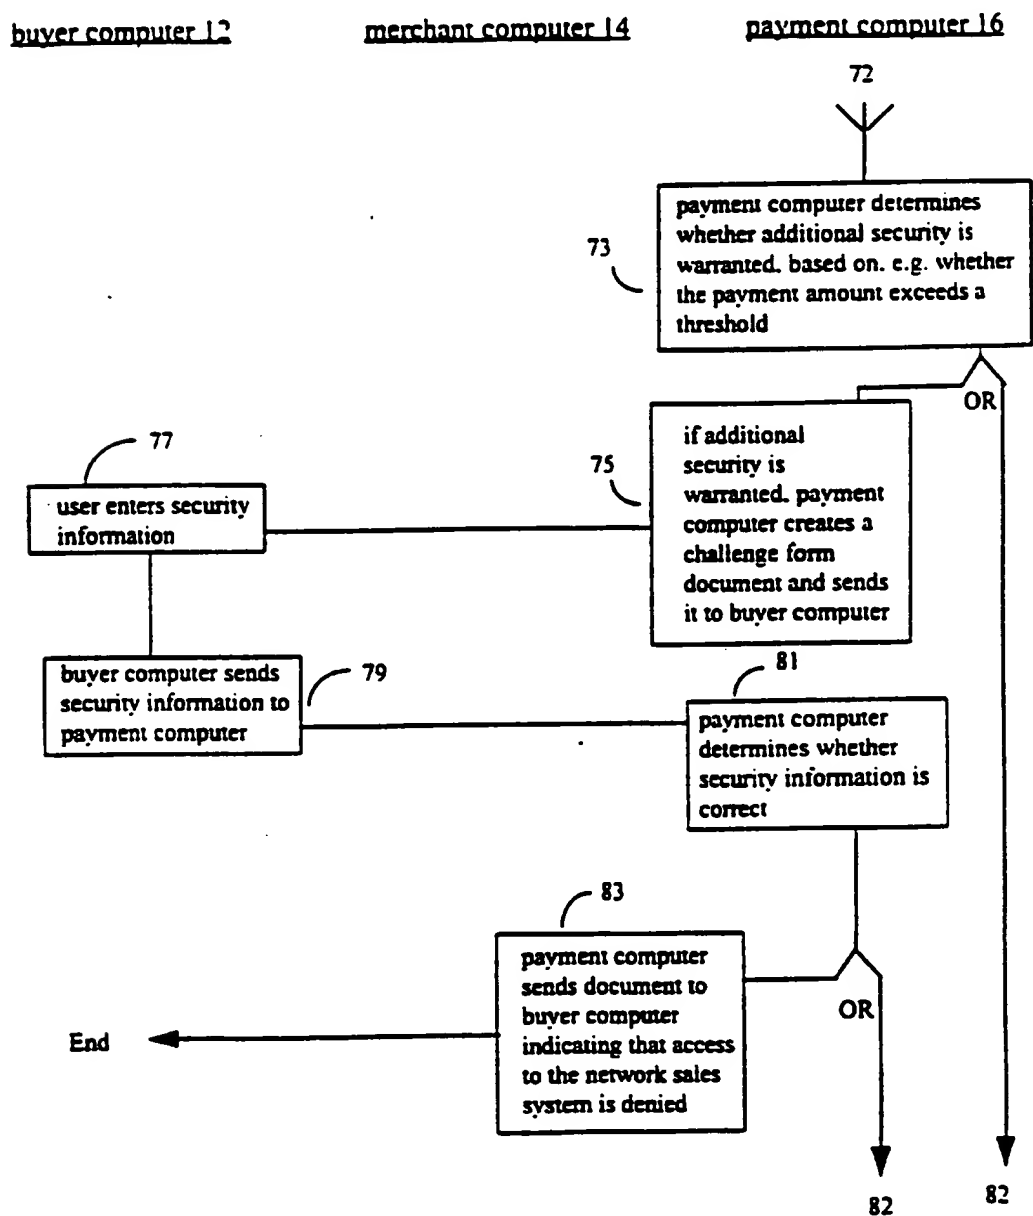 buyer computer 12
merchant computer 14
payment computer 16
72
payment computer determines
whether additional security is
warranted. based on. e.g. whether
the payment amount exceeds a
threshold
73
OR
if additional
security is
warranted. payment
computer creates a
challenge form
document and sends
it to buyer computer
75
77
user enters security
information
buyer computer sends
security information to
payment computer
79
81
payment computer
determines whether
security information is
correct
83
payment computer
sends document to
buyer computer
indicating that access
to the network sales
system is denied
OR
End
82
82